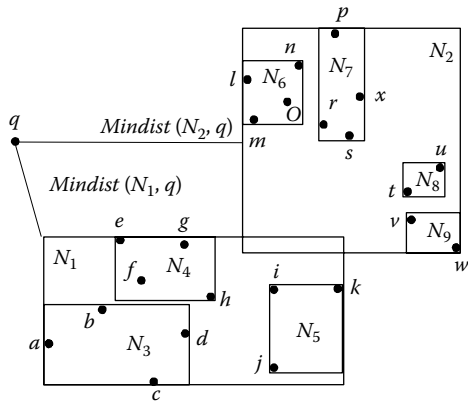 p
n
N7
N2
l
N6
x
O
r
q
Mindist (N2, q)
m
s
u
Mindist (N1, q)
t
N8
v
N9
e
g
w
N1
N4
f
i
k
h
b
a
N3
d
N5
j
c